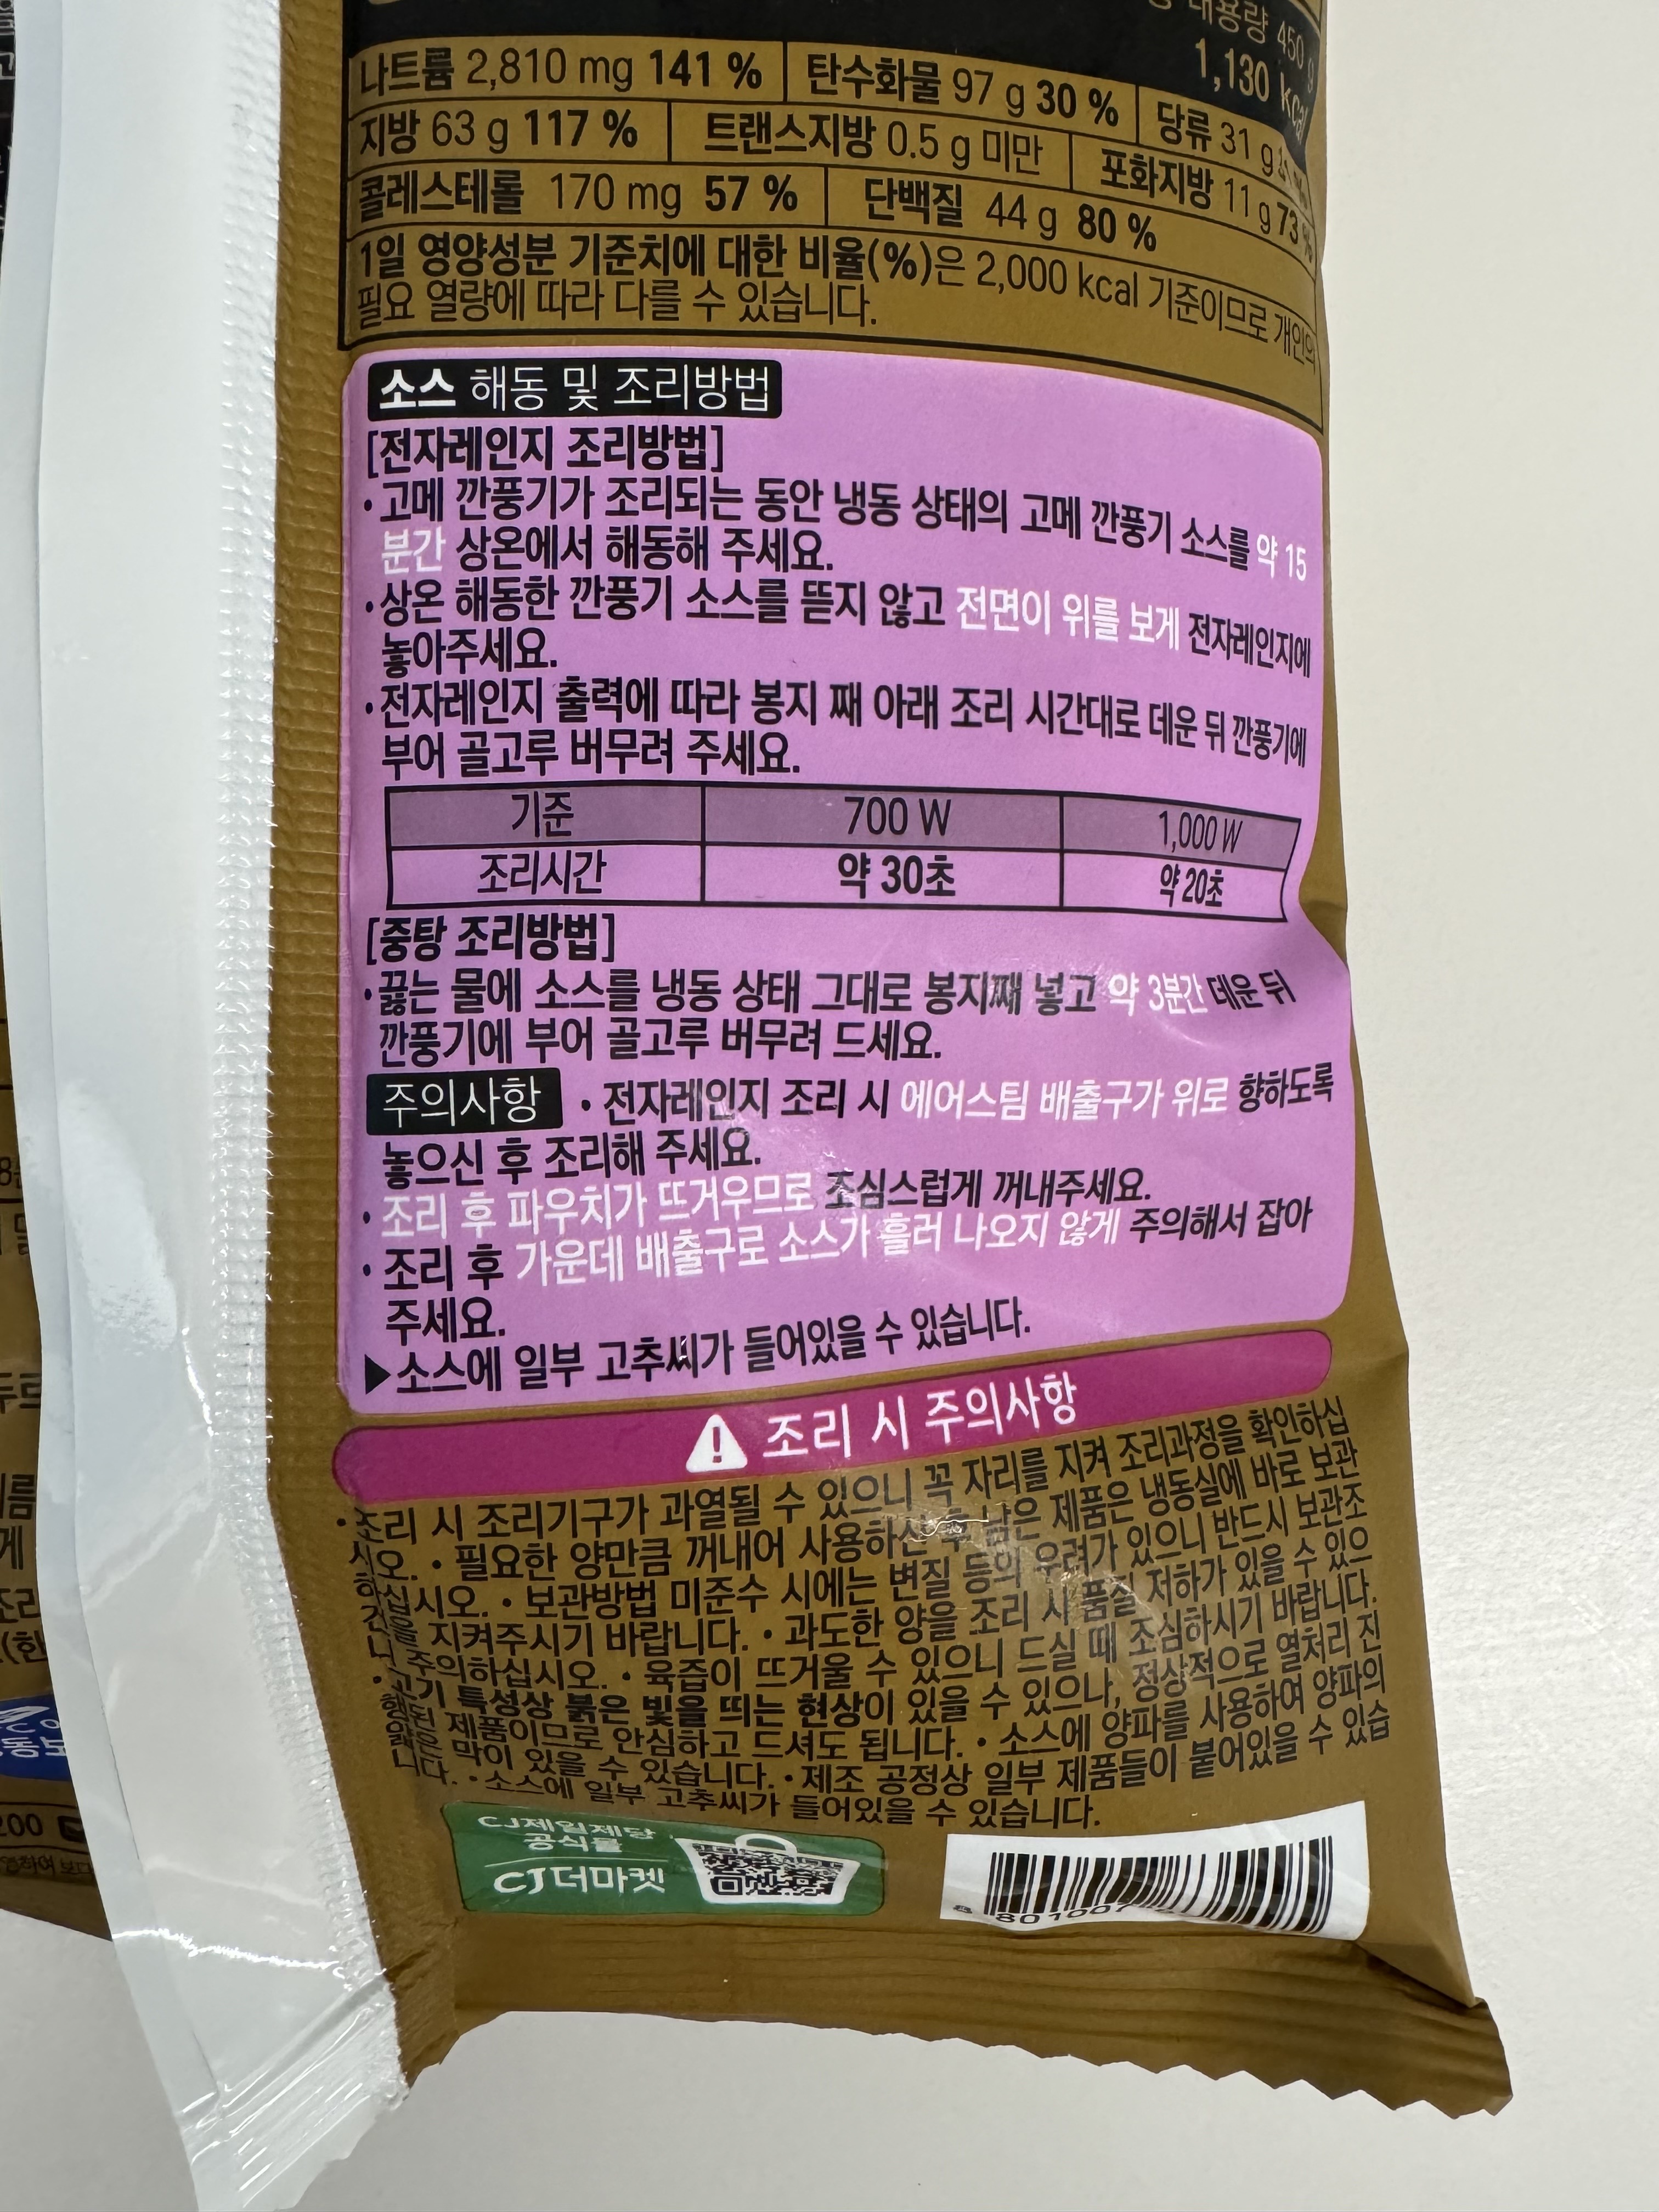 내용량 450 g
1,130 kcal
나트륨 2,810 mg 141 % 탄수화물 97 g 30 % 당류 31 g
지방 63 g 117 % 트랜스지방 0.5 g 미만 포화지방 11 g 73 %
콜레스테롤 170 mg 57 % 단백질 44 g 80 %
1일 영양성분 기준치에 대한 비율(%)은 2,000 kcal 기준이므로 개인의
필요 열량에 따라 다를 수 있습니다.
소스 해동 및 조리방법
[전자레인지 조리방법]
• 고메 깐풍기가 조리되는 동안 냉동 상태의 고메 깐풍기 소스를 약 15
분간 상온에서 해동해 주세요.
• 상온 해동한 깐풍기 소스를 뜯지 않고 전면이 위를 보게 전자레인지에
놓아주세요.
• 전자레인지 출력에 따라 봉지 째 아래 조리 시간대로 데운 뒤 깐풍기에
부어 골고루 버무려 주세요.
기준 700 W 1,000 W
조리시간 약 30초 약 20초
[중탕 조리방법]
• 끓는 물에 소스를 냉동 상태 그대로 봉지째 넣고 약 3분간 데운 뒤
깐풍기에 부어 골고루 버무려 드세요.
주의사항 • 전자레인지 조리 시 에어스팀 배출구가 위로 향하도록
놓으신 후 조리해 주세요.
• 조리 후 파우치가 뜨거우므로 조심스럽게 꺼내주세요.
• 조리 후 가운데 배출구로 소스가 흘러 나오지 않게 주의해서 잡아
주세요.
▶소스에 일부 고추씨가 들어있을 수 있습니다.
조리 시 주의사항
• 조리 시 조리기구가 과열될 수 있으니 꼭 자리를 지켜 조리과정을 확인하십
시오. • 필요한 양만큼 꺼내어 사용하신 후 남은 제품은 냉동실에 바로 보관
하십시오. • 보관방법 미준수 시에는 변질 등의 우려가 있으니 반드시 보관조
건을 지켜주시기 바랍니다. • 과도한 양을 조리 시 품질 저하가 있을 수 있으
니 주의하십시오. • 육즙이 뜨거울 수 있으니 드실 때 조심하시기 바랍니다.
• 고기 특성상 붉은 빛을 띄는 현상이 있을 수 있으나, 정상적으로 열처리 진
행된 제품이므로 안심하고 드셔도 됩니다. • 소스에 양파를 사용하여 양파의
얇은 막이 있을 수 있습니다. • 제조 공정상 일부 제품들이 붙어있을 수 있습
니다. • 소스에 일부 고추씨가 들어있을 수 있습니다.
CJ제일제당
공식몰
CJ더마켓
8 801007